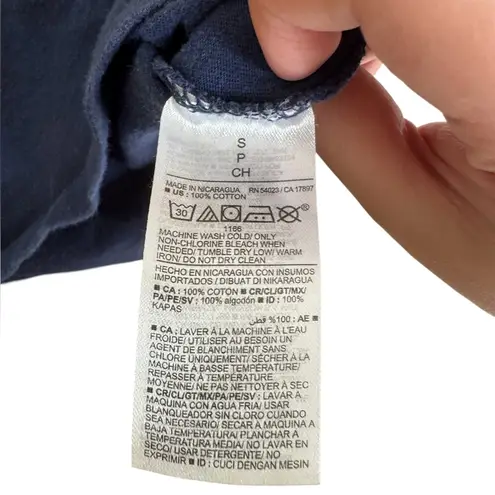 S
P
CH
MADE IN NICARAGUA RN 54023 / CA 17897
■ US : 100% COTTON
30
1166
MACHINE WASH COLD/ ONLY
NON-CHLORINE BLEACH WHEN
NEEDED/ TUMBLE DRY LOW/ WARM
IRON/ DO NOT DRY CLEAN
HECHO EN NICARAGUA CON INSUMOS
IMPORTADOS / DIBUAT DI NIKARAGUA
■ CA : 100% COTON ■ CR/CL/GT/MX/
PA/PE/SV : 100% algodón ■ ID : 100%
KAPAS
■ AE : 100% قطن
■ CA : LAVER À LA MACHINE À L'EAU
FROIDE/ UTILISER AU BESOIN UN
AGENT DE BLANCHIMENT SANS
CHLORE UNIQUEMENT/ SÉCHER À LA
MACHINE À BASSE TEMPÉRATURE/
REPASSER À TEMPÉRATURE
MOYENNE/ NE PAS NETTOYER À SEC
■ CR/CL/GT/MX/PA/PE/SV : LAVAR A
MAQUINA CON AGUA FRIA/ USAR
BLANQUEADOR SIN CLORO CUANDO
SEA NECESARIO/ SECAR A MAQUINA A
BAJA TEMPERATURA/ PLANCHAR A
TEMPERATURA MEDIA/ NO LAVAR EN
SECO/ USAR DETERGENTE/ NO
EXPRIMIR ■ ID : CUCI DENGAN MESIN